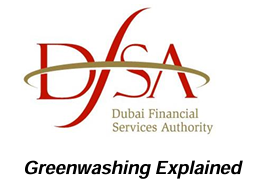 DFSA
Dubai Financial
Services Authority
Greenwashing Explained